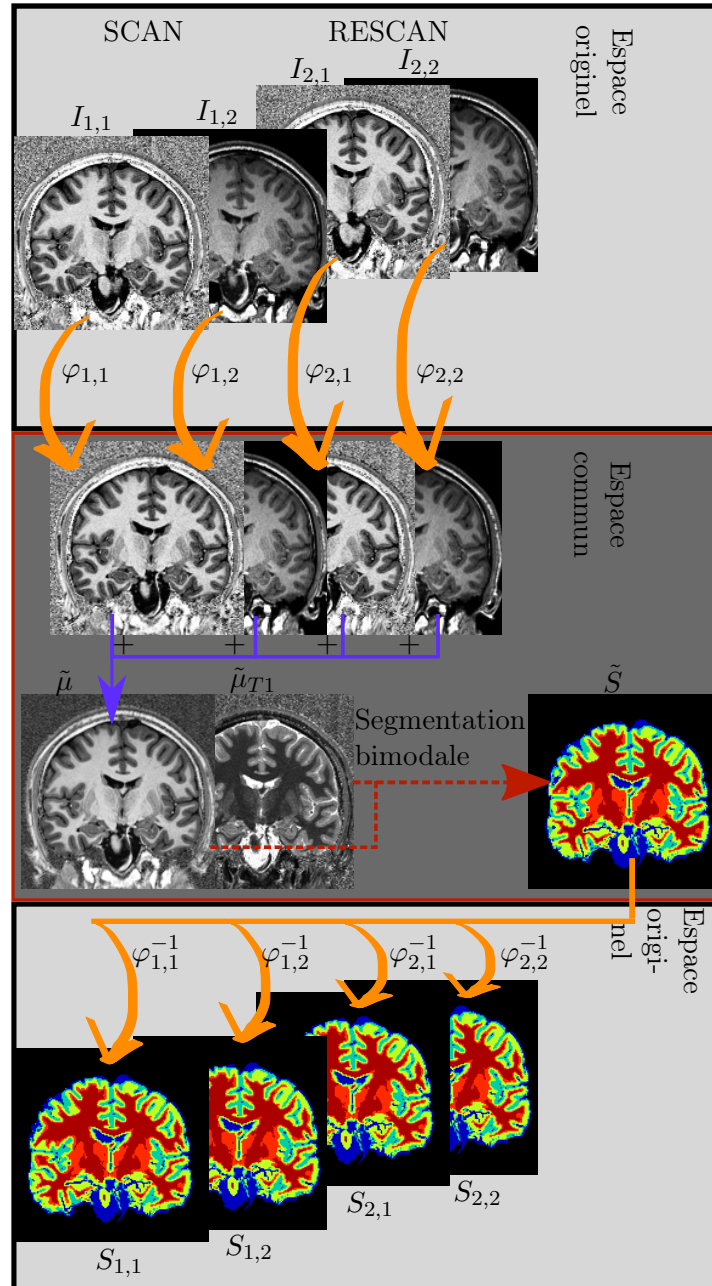 SCAN
RESCAN
Espace
originel
I_{2,1}
I_{2,2}
I_{1,1}
I_{1,2}
φ_{1,1}
φ_{1,2}
φ_{2,1}
φ_{2,2}
Espace
commun
+
+
+
+
μ̃
μ̃_{T1}
S̃
Segmentation
bimodale
Espace
origi-
nel
φ_{1,1}^{-1}
φ_{1,2}^{-1}
φ_{2,1}^{-1}
φ_{2,2}^{-1}
S_{2,1}
S_{2,2}
S_{1,1}
S_{1,2}